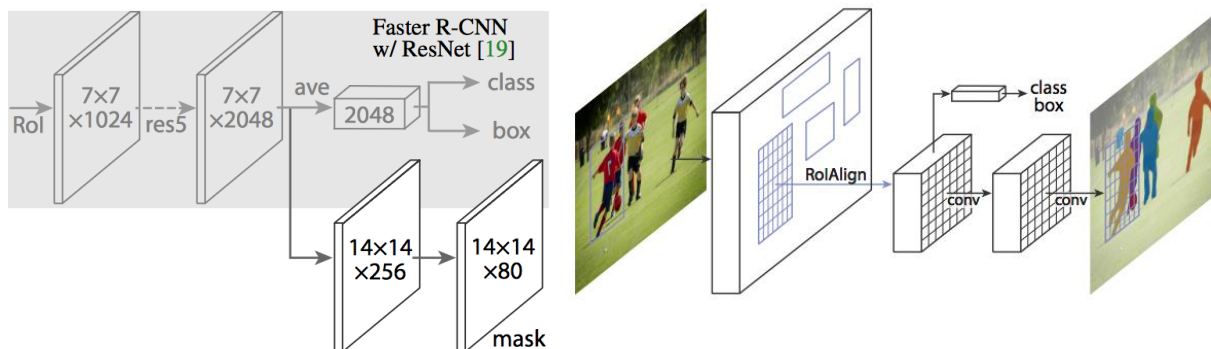 Faster R-CNN
w/ ResNet [19]
RoI
7×7
×1024
res5
7×7
×2048
ave
2048
class
box
14×14
×256
14×14
×80
mask
RoIAlign
class
box
conv
conv